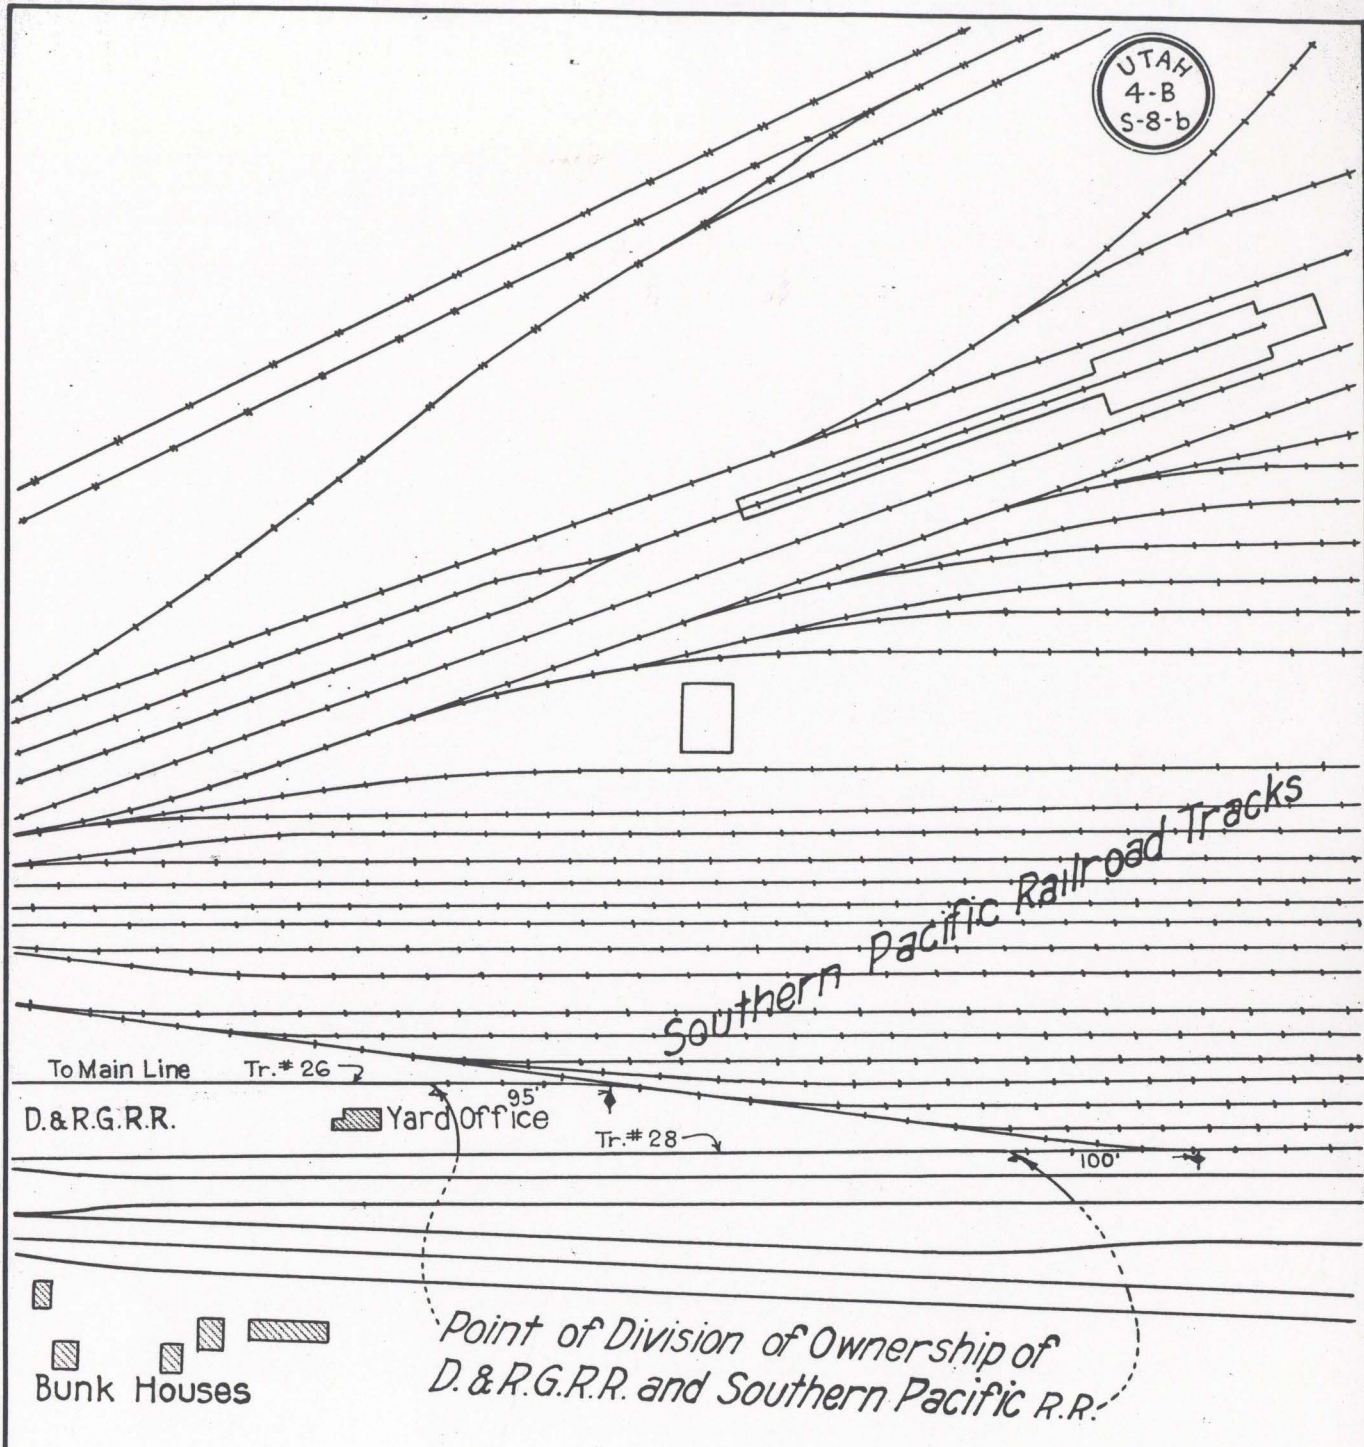 UTAH
4-B
S-8-b
Southern Pacific Railroad Tracks
To Main Line
Tr.#26
95'
D.&R.G.R.R.
Yard Office
Tr.#28
100'
Point of Division of Ownership of
D.&R.G.R.R. and Southern Pacific R.R.
Bunk Houses